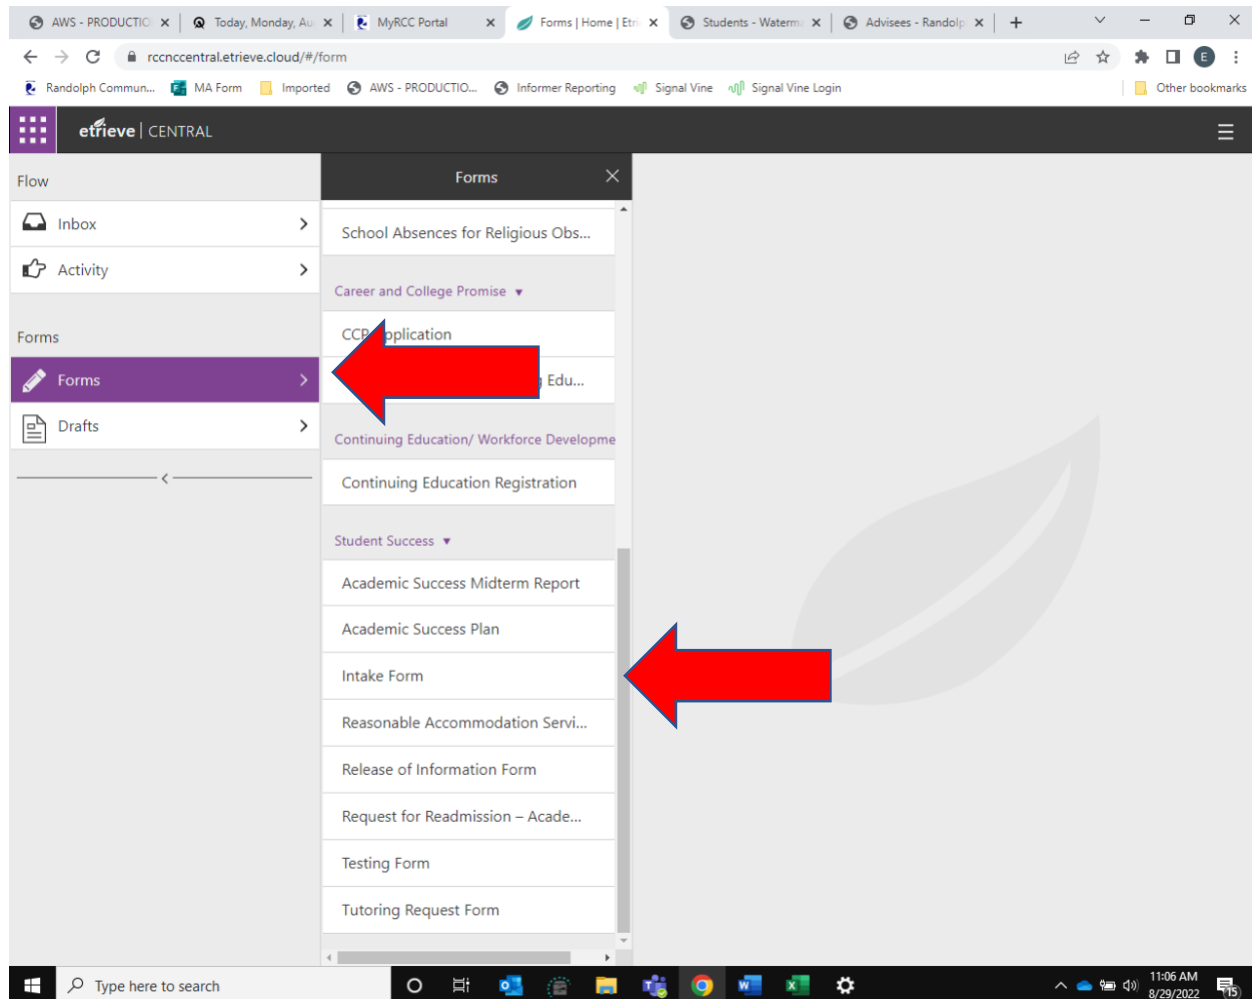 AWS - PRODUCTIO
Today, Monday, Au
MyRCC Portal
Forms | Home | Etri
Students - Waterma
Advisees - Randolp
rccnccentral.etrieve.cloud/#/form
E
Randolph Commun...
MA Form
Imported
AWS - PRODUCTIO...
Informer Reporting
Signal Vine
Signal Vine Login
Other bookmarks
etrieve | CENTRAL
Flow
Inbox
Activity
Forms
Forms
Drafts
Forms
School Absences for Religious Obs...
Career and College Promise
CCP Application
Edu...
Continuing Education/ Workforce Developme
Continuing Education Registration
Student Success
Academic Success Midterm Report
Academic Success Plan
Intake Form
Reasonable Accommodation Servi...
Release of Information Form
Request for Readmission – Acade...
Testing Form
Tutoring Request Form
Type here to search
11:06 AM
8/29/2022
15